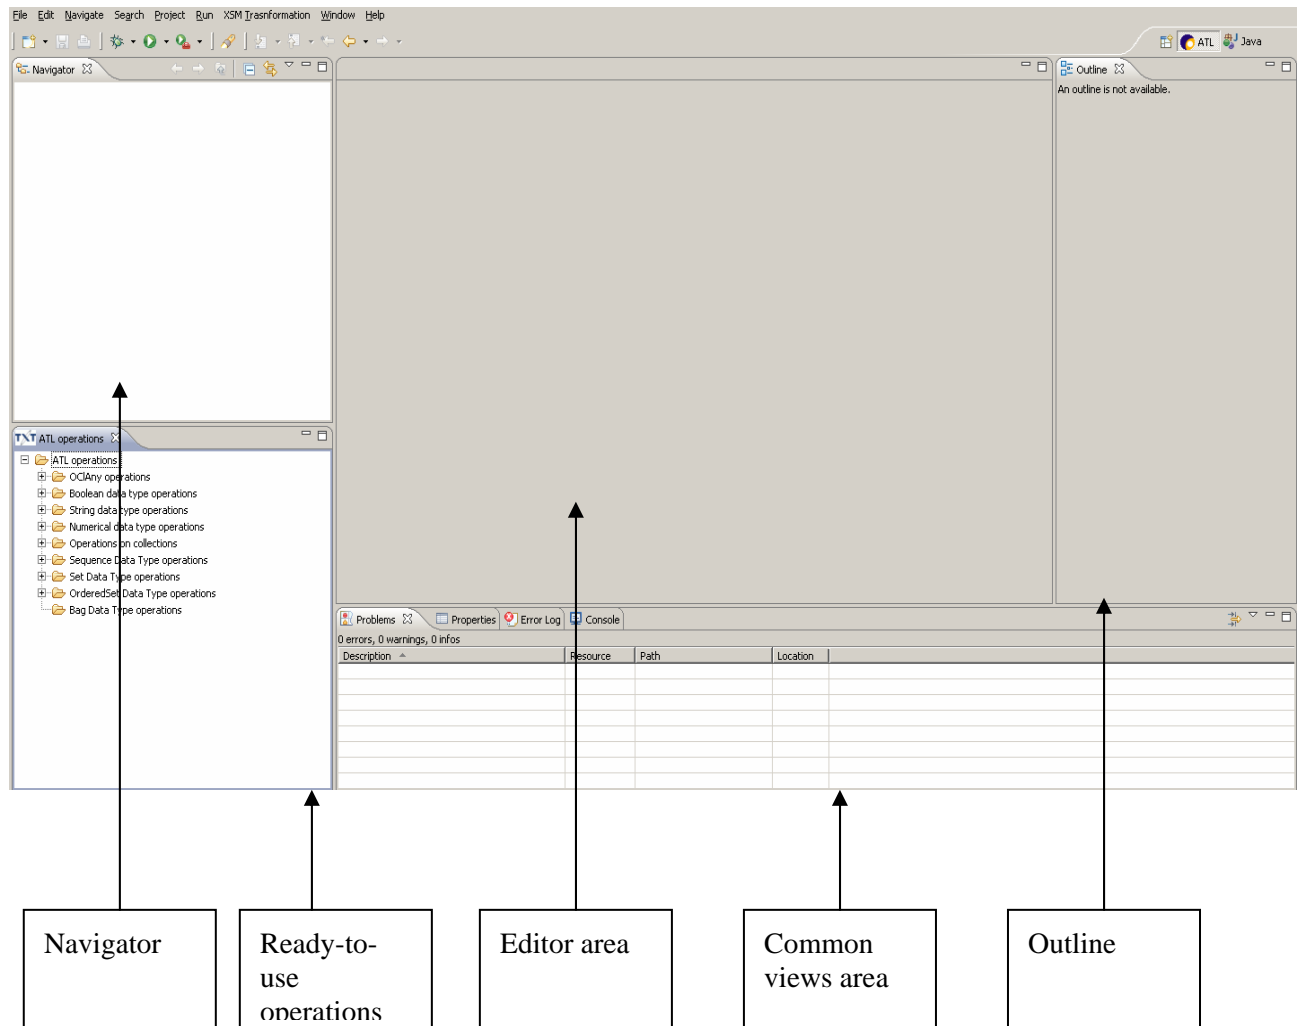 File Edit Navigate Search Project Run XSM Trasnformation Window Help
ATL Java
Navigator
Outline
An outline is not available.
TXT ATL operations
ATL operations
OClAny operations
Boolean data type operations
String data type operations
Numerical data type operations
Operations on collections
Sequence Data Type operations
Set Data Type operations
OrderedSet Data Type operations
Bag Data Type operations
Problems Properties Error Log Console
0 errors, 0 warnings, 0 infos
Description Resource Path Location
Navigator
Ready-to-
use
operations
Editor area
Common
views area
Outline